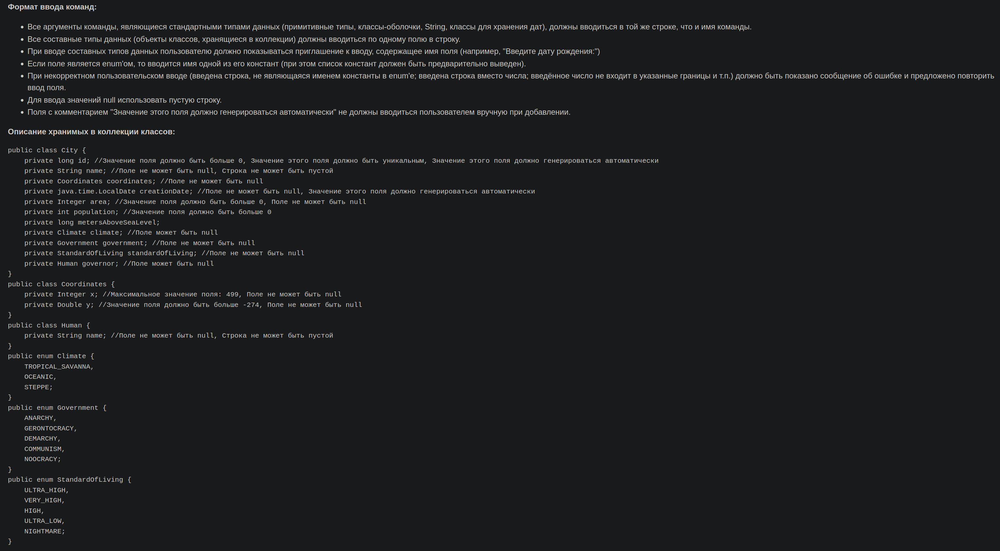 Формат ввода команд:
Все аргументы команды, являющиеся стандартными типами данных (примитивные типы, классы-оболочки, String, классы для хранения дат), должны вводиться в той же строке, что и имя команды.
Все составные типы данных (объекты классов, хранящиеся в коллекции) должны вводиться по одному полю в строку.
При вводе составных типов данных пользователю должно показываться приглашение к вводу, содержащее имя поля (например, "Введите дату рождения:")
Если поле является enum'ом, то вводится имя одной из его констант (при этом список констант должен быть предварительно выведен).
При некорректном пользовательском вводе (введена строка, не являющаяся именем константы в enum'е; введена строка вместо числа; введённое число не входит в указанные границы и т.п.) должно быть показано сообщение об ошибке и предложено повторить
ввод поля.
Для ввода значений null использовать пустую строку.
Поля с комментарием "Значение этого поля должно генерироваться автоматически" не должны вводиться пользователем вручную при добавлении.
Описание хранимых в коллекции классов:
public class City {
    private long id; //Значение поля должно быть больше 0, Значение этого поля должно быть уникальным, Значение этого поля должно генерироваться автоматически
    private String name; //Поле не может быть null, Строка не может быть пустой
    private Coordinates coordinates; //Поле не может быть null
    private java.time.LocalDate creationDate; //Поле не может быть null, Значение этого поля должно генерироваться автоматически
    private Integer area; //Значение поля должно быть больше 0, Поле не может быть null
    private int population; //Значение поля должно быть больше 0
    private long metersAboveSeaLevel;
    private Climate climate; //Поле может быть null
    private Government government; //Поле не может быть null
    private StandardOfLiving standardOfLiving; //Поле не может быть null
    private Human governor; //Поле может быть null
}
public class Coordinates {
    private Integer x; //Максимальное значение поля: 499, Поле не может быть null
    private Double y; //Значение поля должно быть больше -274, Поле не может быть null
}
public class Human {
    private String name; //Поле не может быть null, Строка не может быть пустой
}
public enum Climate {
    TROPICAL_SAVANNA,
    OCEANIC,
    STEPPE;
}
public enum Government {
    ANARCHY,
    GERONTOCRACY,
    DEMARCHY,
    COMMUNISM,
    NOOCRACY;
}
public enum StandardOfLiving {
    ULTRA_HIGH,
    VERY_HIGH,
    HIGH,
    ULTRA_LOW,
    NIGHTMARE;
}